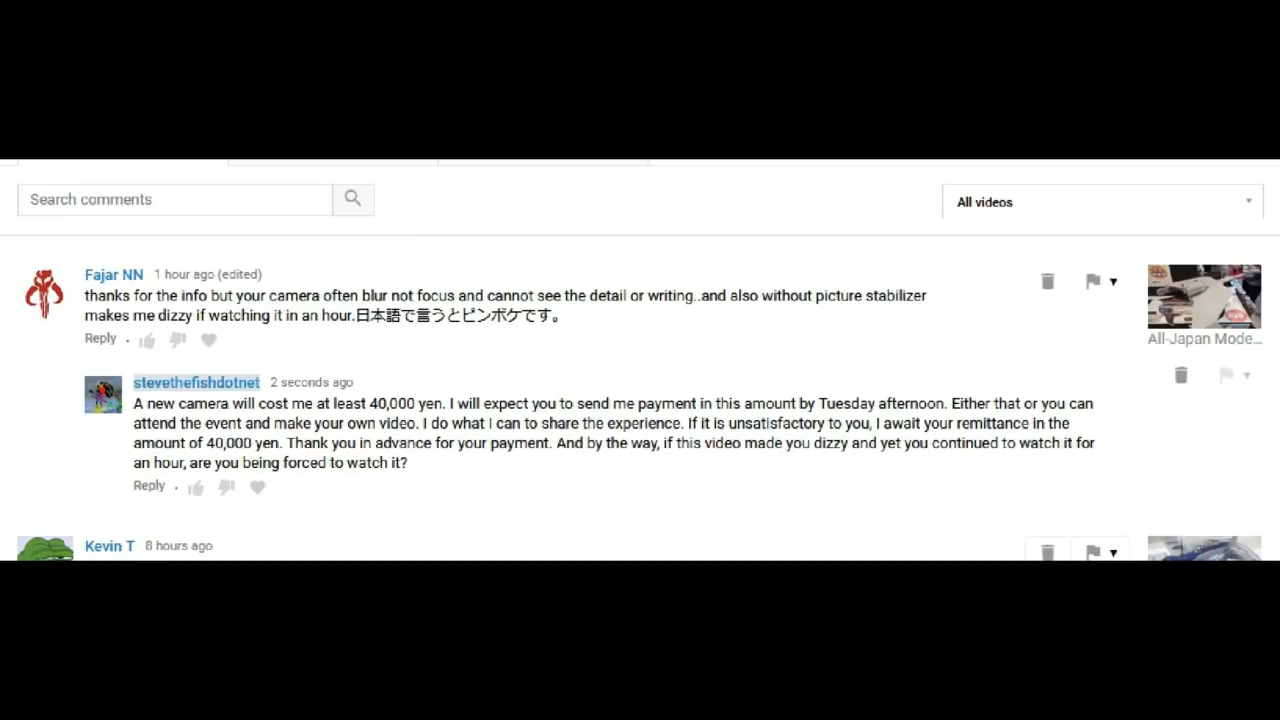 Search comments
All videos
Fajar NN 1 hour ago (edited)
thanks for the info but your camera often blur not focus and cannot see the detail or writing..and also without picture stabilizer
makes me dizzy if watching it in an hour.日本語で言うとピンボケです。
Reply .
All-Japan Mode...
stevethefishdotnet 2 seconds ago
A new camera will cost me at least 40,000 yen. I will expect you to send me payment in this amount by Tuesday afternoon. Either that or you can
attend the event and make your own video. I do what I can to share the experience. If it is unsatisfactory to you, I await your remittance in the
amount of 40,000 yen. Thank you in advance for your payment. And by the way, if this video made you dizzy and yet you continued to watch it for
an hour, are you being forced to watch it?
Reply .
Kevin T 8 hours ago